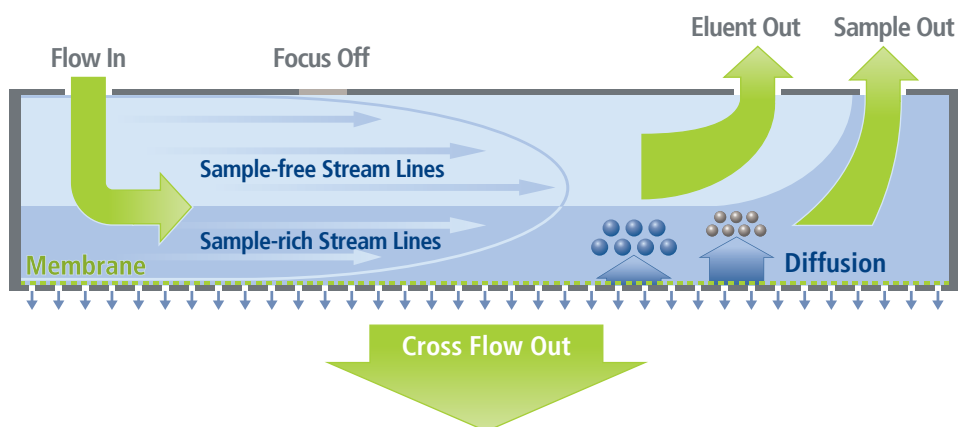 Eluent Out
Sample Out
Flow In
Focus Off
Sample-free Stream Lines
Sample-rich Stream Lines
Membrane
Diffusion
Cross Flow Out